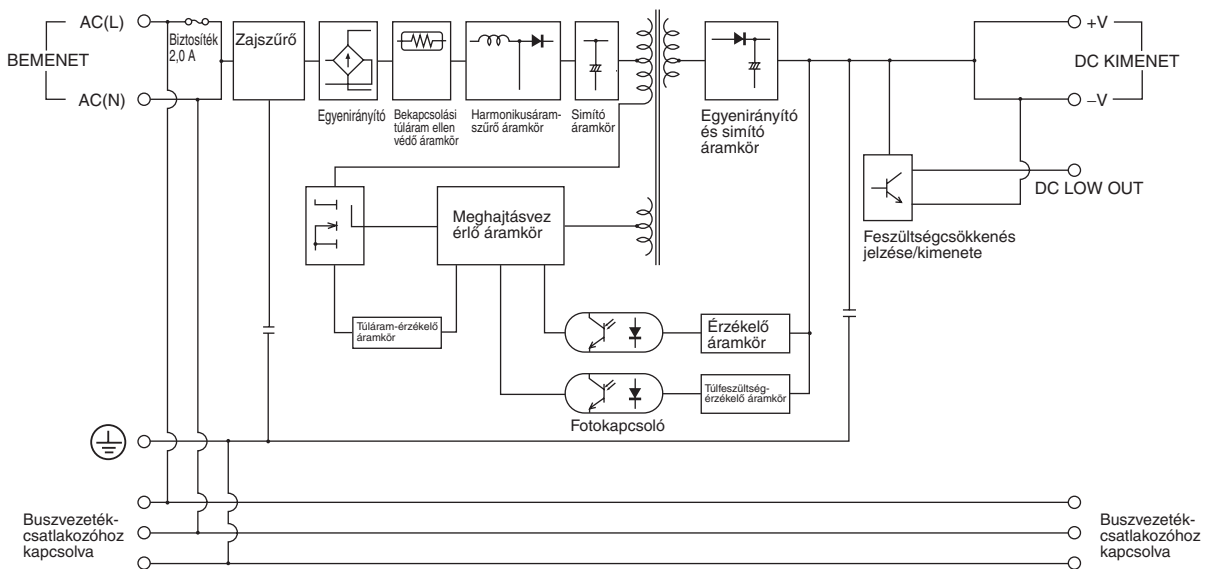 AC(L)
BEMENET
AC(N)
Biztosíték
2,0 A
Zajszűrő
Egyenirányító
Bekapcsolási
túláram ellen
védő áramkör
Harmonikusáram-
szűrő áramkör
Simító
áramkör
Egyenirányító
és simító
áramkör
+V
DC KIMENET
–V
DC LOW OUT
Feszültségcsökkenés
jelzése/kimenete
Meghajtásvez
érlő áramkör
Túláram-érzékelő
áramkör
Érzékelő
áramkör
Túlfeszültség-
érzékelő áramkör
Fotokapcsoló
Buszvezeték-
csatlakozóhoz
kapcsolva
Buszvezeték-
csatlakozóhoz
kapcsolva